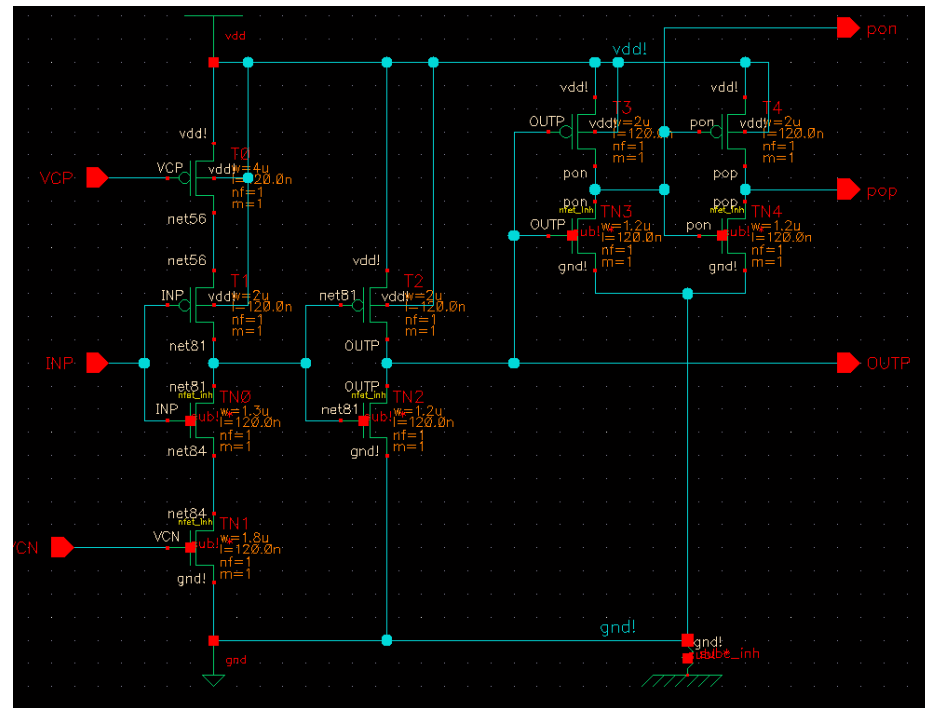 pon
vdd
vdd!
vdd!
vdd!
OUTP
T3
vdd!
w=2u
l=120.0n
nf=1
m=1
pon
T4
vdd!
w=2u
l=120.0n
nf=1
m=1
vdd!
VCP
VCP
T0
vdd!
w=4u
l=120.0n
nf=1
m=1
pon
pop
pop
net56
pon
nfet_inh
TN3
OUTP
w=1.2u
l=120.0n
nf=1
m=1
gnd!
pop
nfet_inh
TN4
pon
w=1.2u
l=120.0n
nf=1
m=1
gnd!
net56
vdd!
INP
T1
vdd!
w=2u
l=120.0n
nf=1
m=1
net81
T2
vdd!
w=2u
l=120.0n
nf=1
m=1
net81
OUTP
INP
OUTP
net81
nfet_inh
TN0
INP
w=1.3u
l=120.0n
nf=1
m=1
net84
OUTP
nfet_inh
TN2
net81
w=1.2u
l=120.0n
nf=1
m=1
gnd!
net84
nfet_inh
TN1
VCN
w=1.8u
l=120.0n
nf=1
m=1
gnd!
gnd!
gnd!
gnd